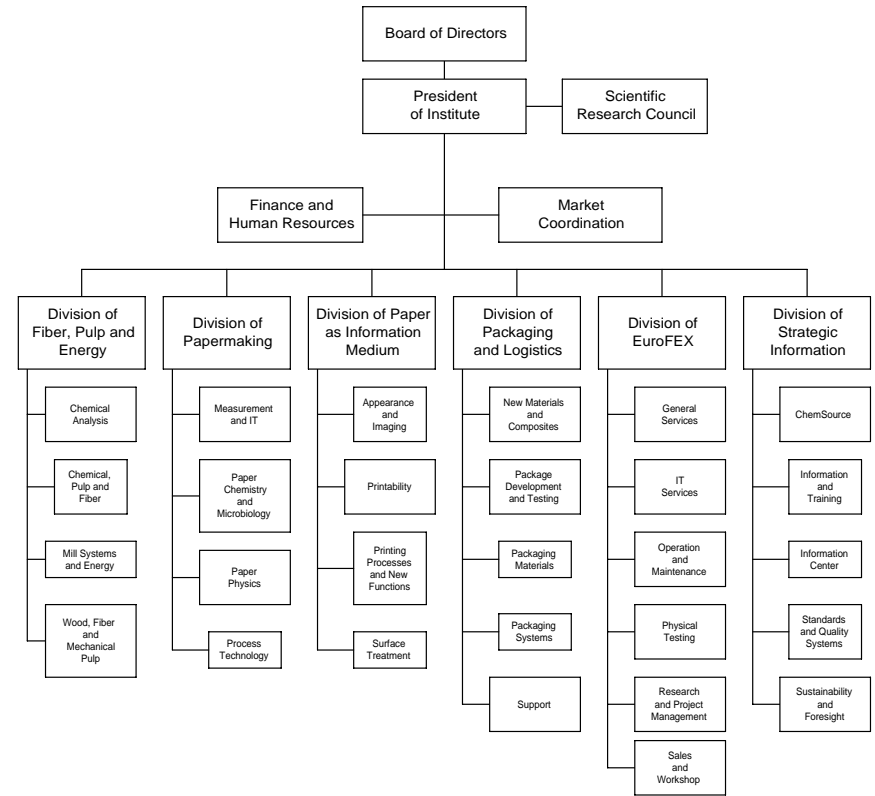 Board of Directors
President
of Institute
Scientific
Research Council
Finance and
Human Resources
Market
Coordination
Division of
Fiber, Pulp and
Energy
Division of
Papermaking
Division of Paper
as Information
Medium
Division of
Packaging
and Logistics
Division of
EuroFEX
Division of
Strategic
Information
Chemical
Analysis
Chemical,
Pulp and
Fiber
Mill Systems
and Energy
Wood, Fiber
and
Mechanical
Pulp
Measurement
and IT
Paper
Chemistry
and
Microbiology
Paper
Physics
Process
Technology
Appearance
and
Imaging
Printability
Printing
Processes
and New
Functions
Surface
Treatment
New Materials
and
Composites
Package
Development
and Testing
Packaging
Materials
Packaging
Systems
Support
General
Services
IT
Services
Operation
and
Maintenance
Physical
Testing
Research
and Project
Management
Sales
and
Workshop
ChemSource
Information
and
Training
Information
Center
Standards
and Quality
Systems
Sustainability
and
Foresight